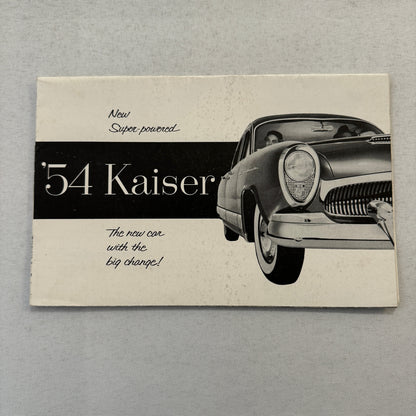 New
Super-powered
'54 Kaiser
The new car
with the
big change!